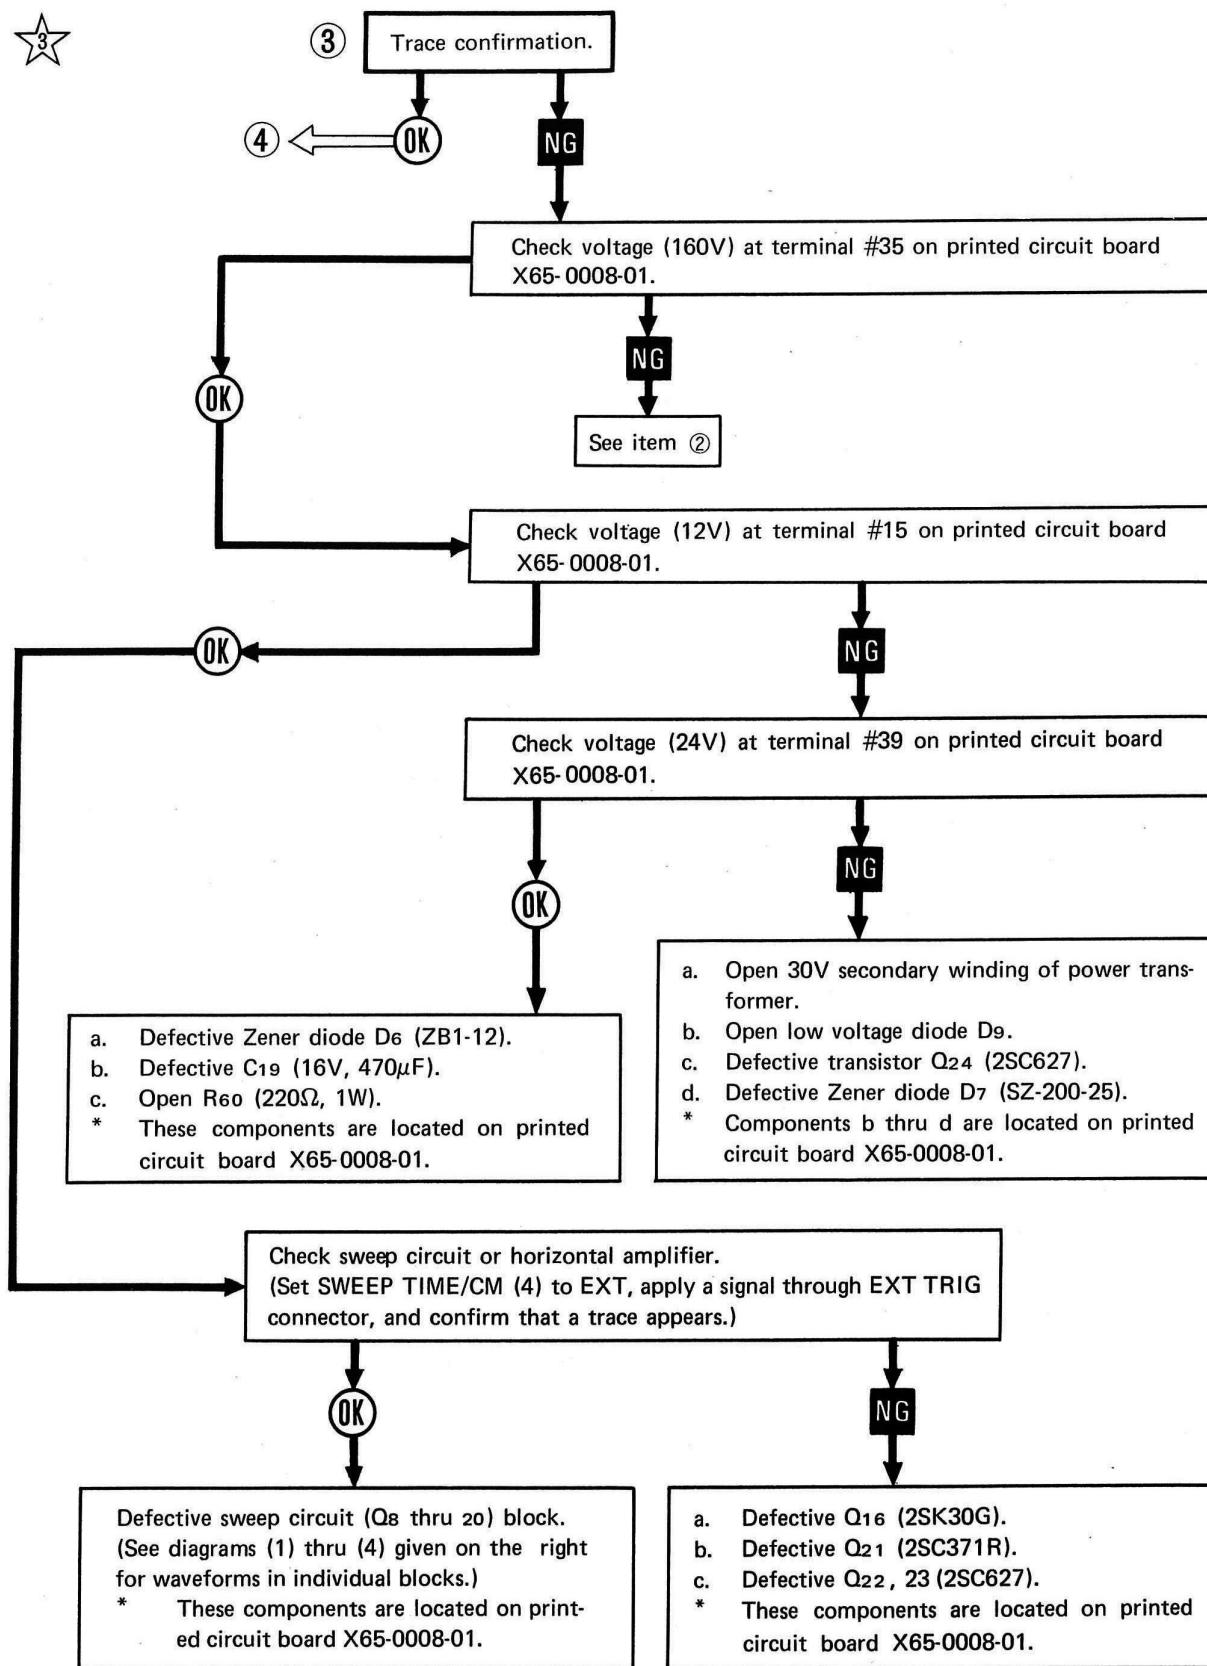 3
③ Trace confirmation.
④ OK NG
Check voltage (160V) at terminal #35 on printed circuit board
X65-0008-01.
NG
OK
See item ②
Check voltage (12V) at terminal #15 on printed circuit board
X65-0008-01.
OK
NG
Check voltage (24V) at terminal #39 on printed circuit board
X65-0008-01.
OK
NG
a. Defective Zener diode D6 (ZB1-12).
b. Defective C19 (16V, 470μF).
c. Open R60 (220Ω, 1W).
* These components are located on printed
circuit board X65-0008-01.
a. Open 30V secondary winding of power trans-
former.
b. Open low voltage diode D9.
c. Defective transistor Q24 (2SC627).
d. Defective Zener diode D7 (SZ-200-25).
* Components b thru d are located on printed
circuit board X65-0008-01.
Check sweep circuit or horizontal amplifier.
(Set SWEEP TIME/CM (4) to EXT, apply a signal through EXT TRIG
connector, and confirm that a trace appears.)
OK
NG
Defective sweep circuit (Q8 thru 20) block.
(See diagrams (1) thru (4) given on the right
for waveforms in individual blocks.)
* These components are located on print-
ed circuit board X65-0008-01.
a. Defective Q16 (2SK30G).
b. Defective Q21 (2SC371R).
c. Defective Q22, 23 (2SC627).
* These components are located on printed
circuit board X65-0008-01.